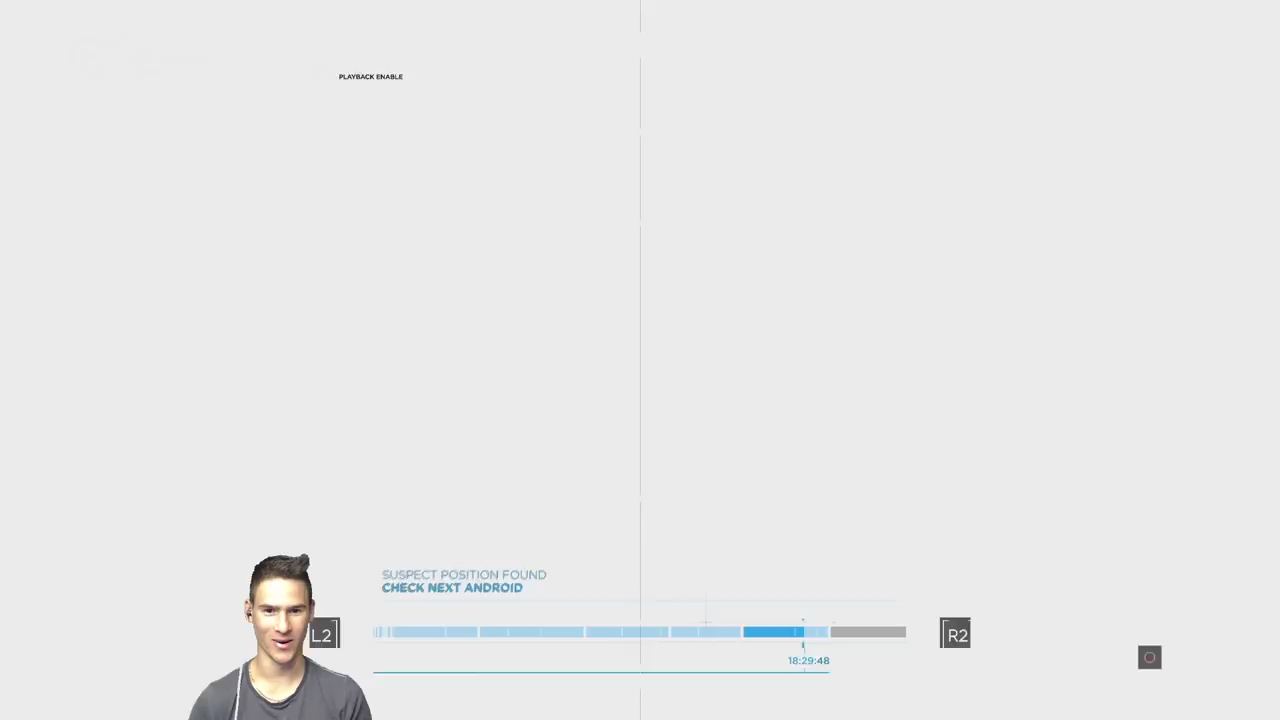 PLAYBACK ENABLE
SUSPECT POSITION FOUND
CHECK NEXT ANDROID
L2
R2
18:29:48